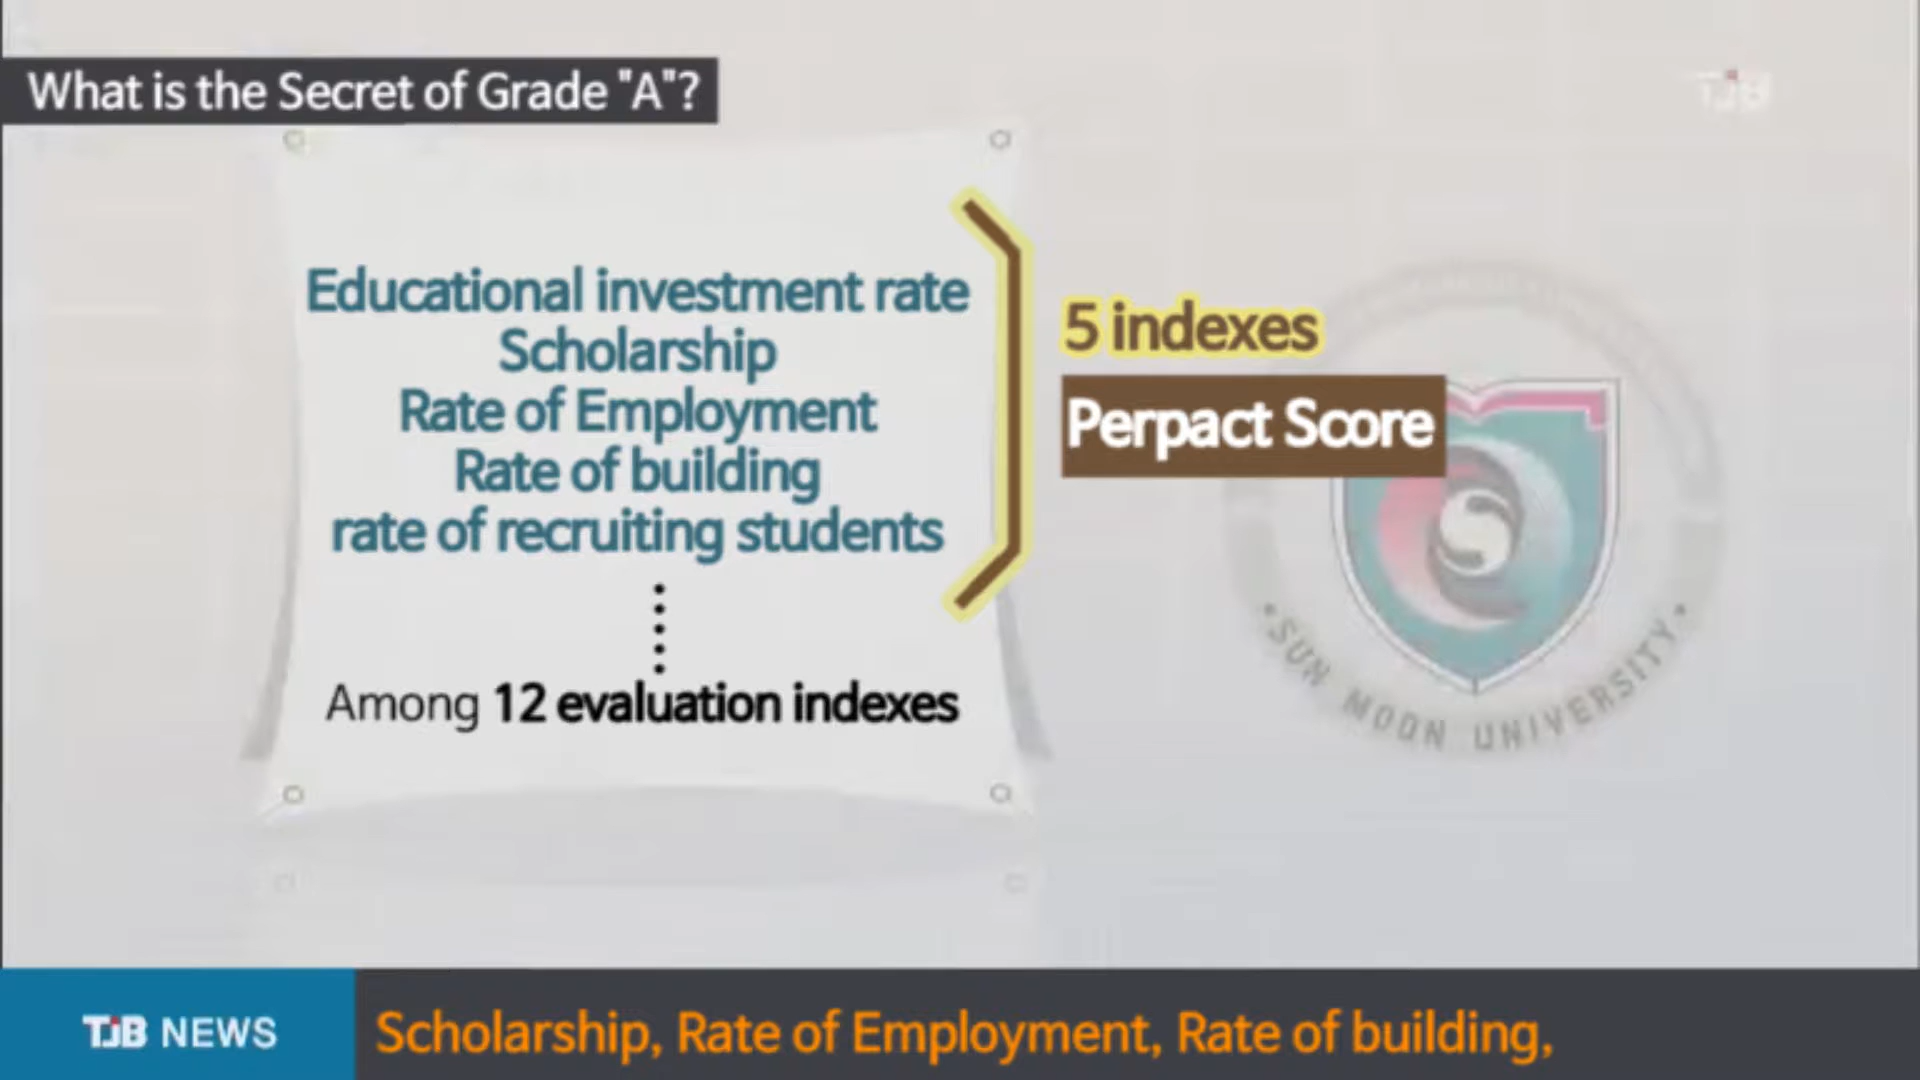 What is the Secret of Grade "A"?
TJB
Educational investment rate
Scholarship
Rate of Employment
Rate of building
rate of recruiting students
Among 12 evaluation indexes
5 indexes
Perpact Score
SUN MOON UNIVERSITY
TJB NEWS
Scholarship, Rate of Employment, Rate of building,